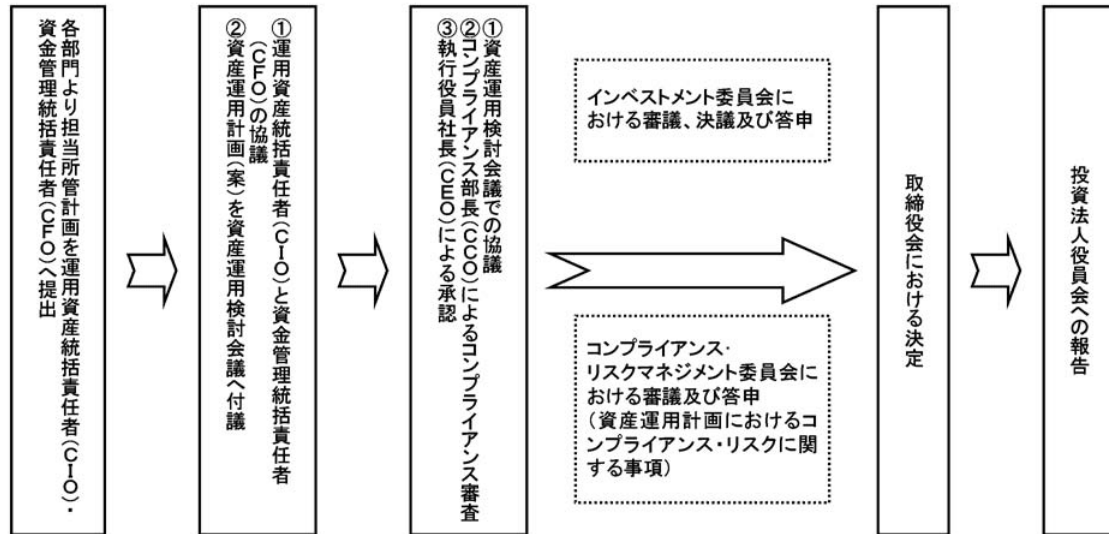 各部門より担当所管計画を運用資産統括責任者(CIO)・
資金管理統括責任者(CFO)へ提出
①運用資産統括責任者(CIO)と資金管理統括責任者
(CFO)の協議
②資産運用計画(案)を資産運用検討会議へ付議
①資産運用検討会議での協議
②コンプライアンス部長(CCO)によるコンプライアンス審査
③執行役員社長(CEO)による承認
インベストメント委員会に
おける審議、決議及び答申
コンプライアンス・
リスクマネジメント委員会に
おける審議及び答申
(資産運用計画におけるコ
ンプライアンス・リスクに関
する事項)
取締役会における決定
投資法人役員会への報告